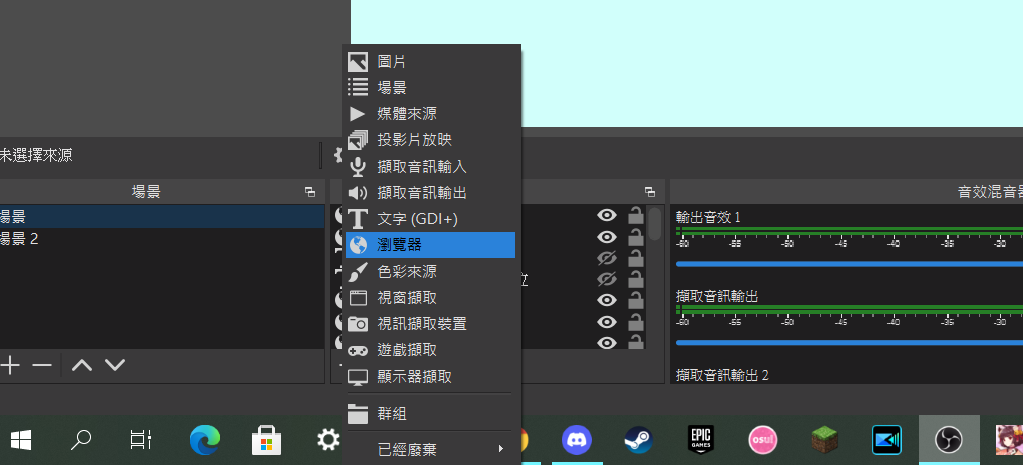 圖片
場景
媒體來源
投影片放映
擷取音訊輸入
擷取音訊輸出
文字 (GDI+)
瀏覽器
色彩來源
視窗擷取
視訊擷取裝置
遊戲擷取
顯示器擷取
群組
已經廢棄
未選擇來源
場景
場景
場景 2
音效混音器
輸出音效 1
-60 -55 -50 -45 -40 -35 -30
擷取音訊輸出
-60 -55 -50 -45 -40 -35 -30
擷取音訊輸出 2
EPIC
GAMES
osu!